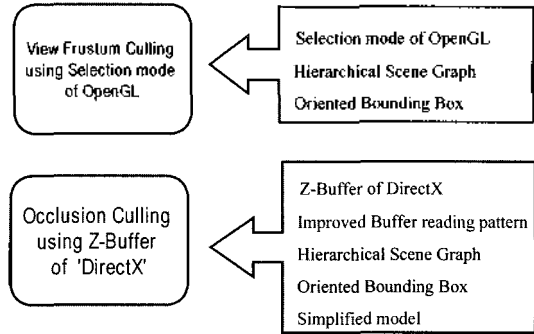 View Frustum Culling
using Selection mode
of OpenGL
Selection mode of OpenGL
Hierarchical Scene Graph
Oriented Bounding Box
Occlusion Culling
using Z-Buffer
of 'DirectX'
Z-Buffer of DirectX
Improved Buffer reading pattern
Hierarchical Scene Graph
Oriented Bounding Box
Simplified model